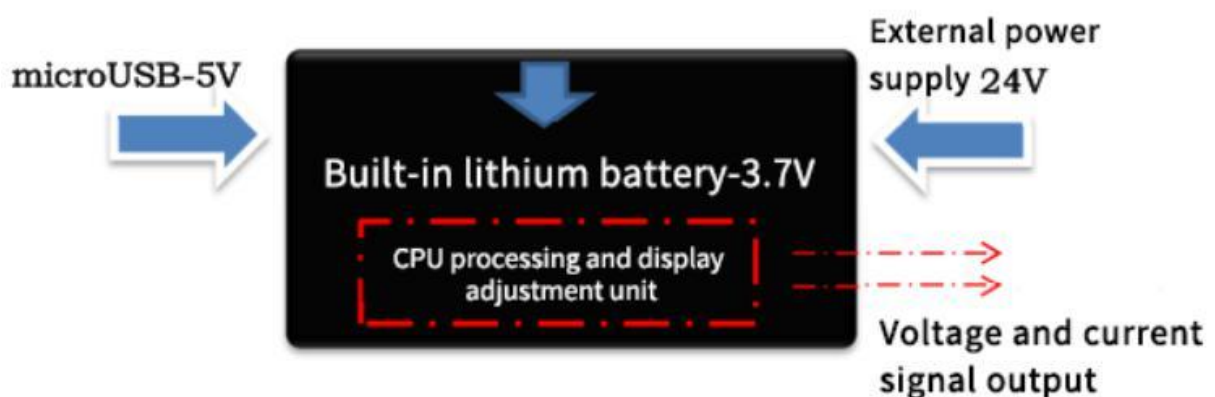 microUSB-5V
External power
supply 24V
Built-in lithium battery-3.7V
CPU processing and display
adjustment unit
Voltage and current
signal output